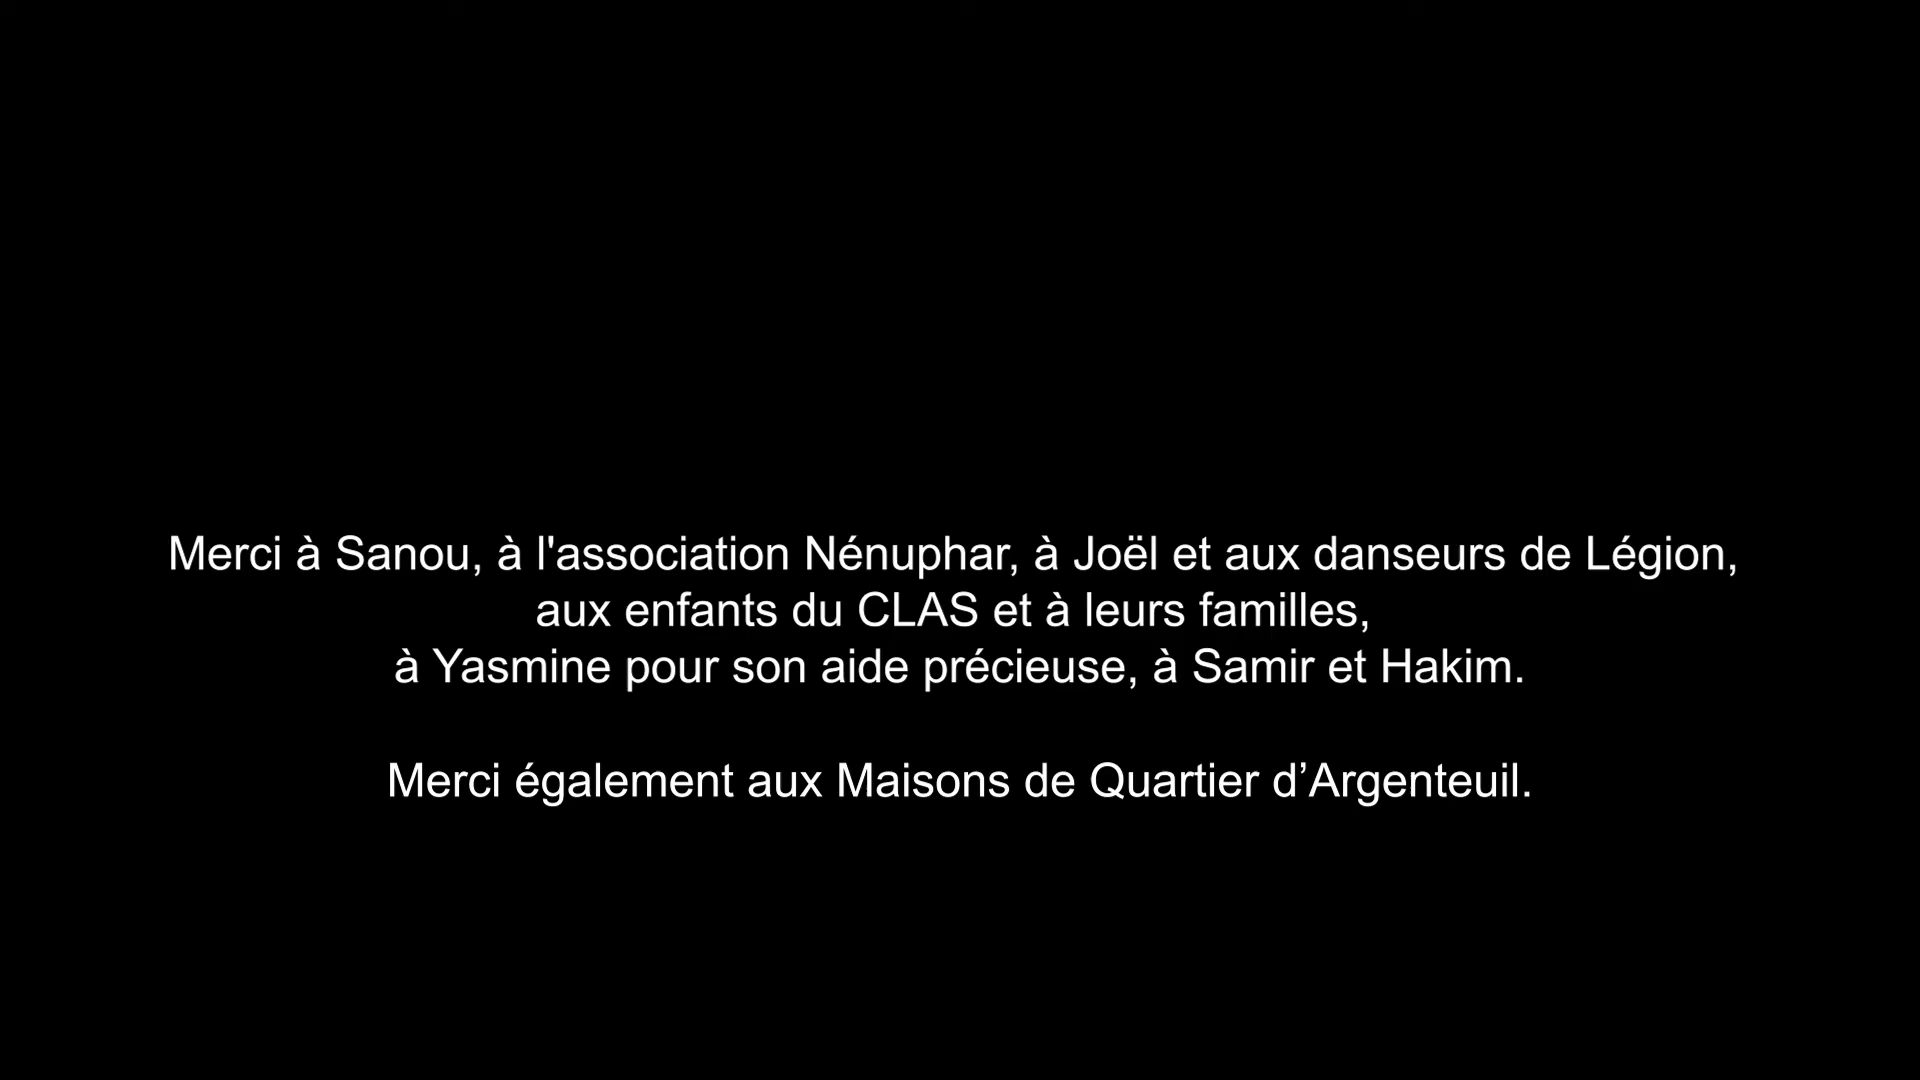 Merci à Sanou, à l'association Nénuphar, à Joël et aux danseurs de Légion,
aux enfants du CLAS et à leurs familles,
à Yasmine pour son aide précieuse, à Samir et Hakim.
Merci également aux Maisons de Quartier d’Argenteuil.